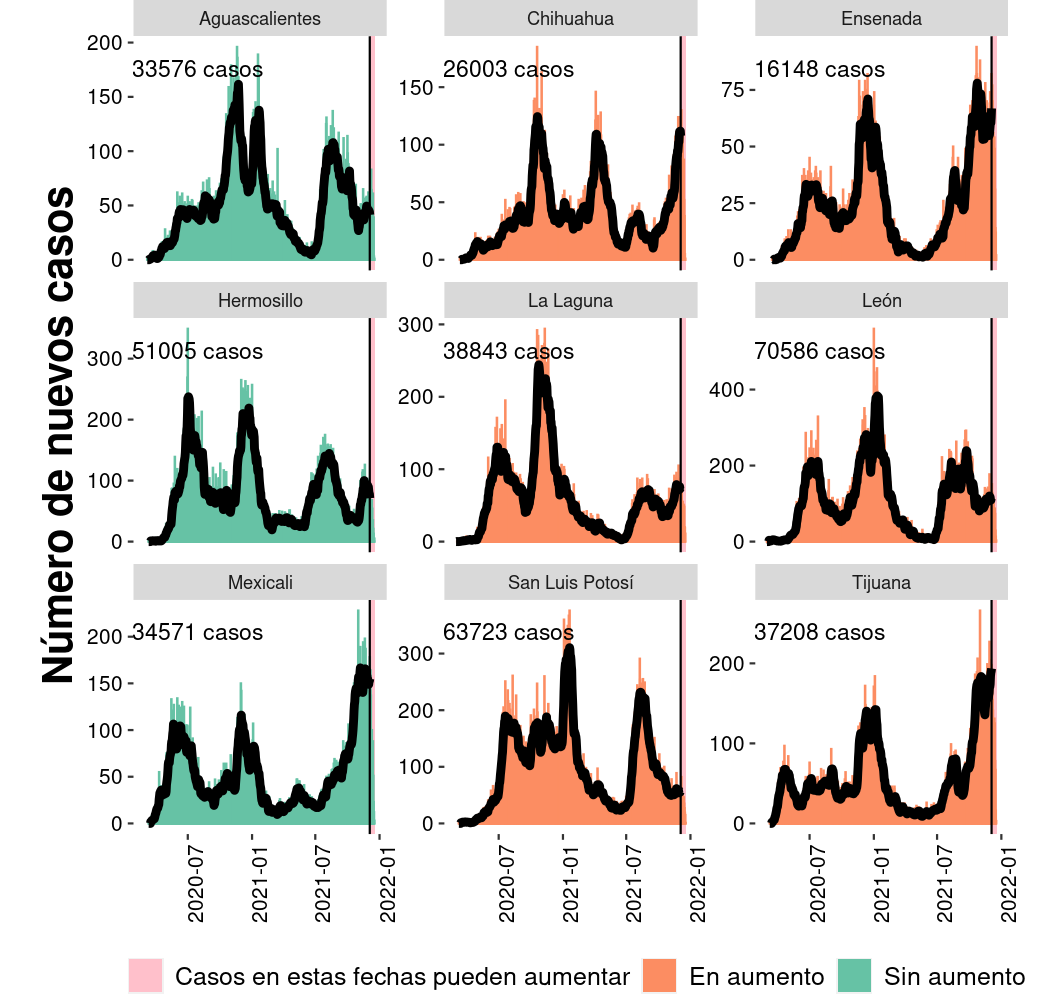 Número de nuevos casos
Aguascalientes
Chihuahua
Ensenada
33576 casos
26003 casos
16148 casos
200
150
100
50
0
150
100
50
0
75
50
25
0
Hermosillo
La Laguna
León
51005 casos
38843 casos
70586 casos
300
200
100
0
300
200
100
0
400
200
0
Mexicali
San Luis Potosí
Tijuana
34571 casos
63723 casos
37208 casos
200
150
100
50
0
300
200
100
0
200
100
0
2020-07
2021-01
2021-07
2022-01
2020-07
2021-01
2021-07
2022-01
2020-07
2021-01
2021-07
2022-01
Casos en estas fechas pueden aumentar
En aumento
Sin aumento